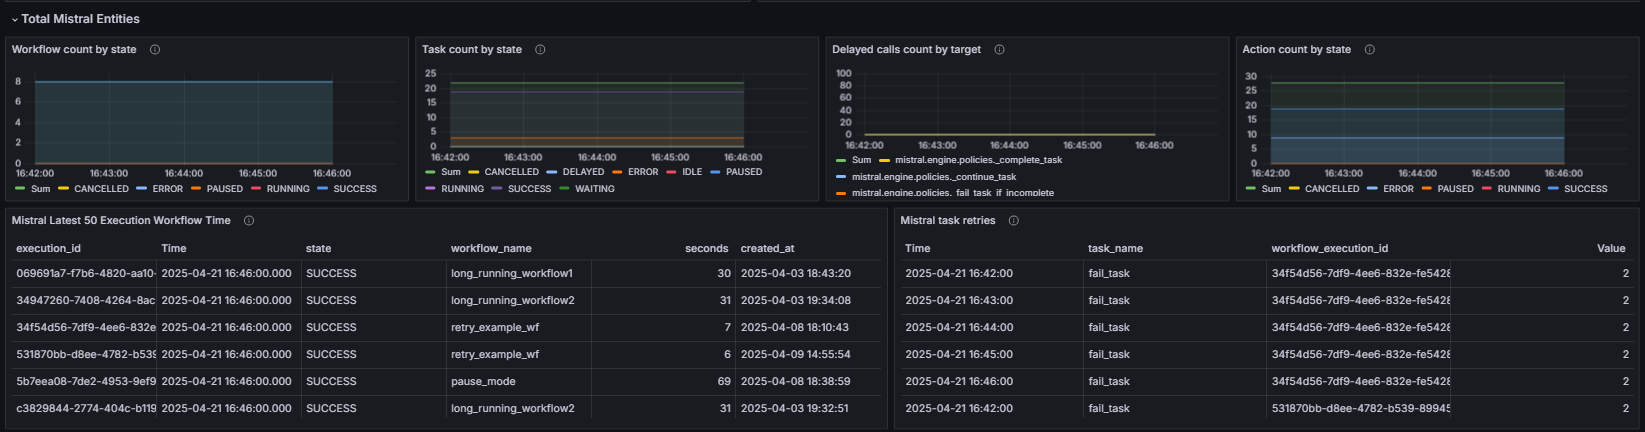 Total Mistral Entities
Workflow count by state
8
6
4
2
0
16:42:00 16:43:00 16:44:00 16:45:00 16:46:00
Sum CANCELLED ERROR PAUSED RUNNING SUCCESS
Task count by state
25
20
15
10
5
0
16:42:00 16:43:00 16:44:00 16:45:00 16:46:00
Sum CANCELLED DELAYED ERROR IDLE PAUSED
RUNNING SUCCESS WAITING
Delayed calls count by target
100
80
60
40
20
0
16:42:00 16:43:00 16:44:00 16:45:00 16:46:00
Sum mistral.engine.policies._complete_task
mistral.engine.policies._continue_task
mistral.engine.policies._fail_task_if_incomplete
Action count by state
30
25
20
15
10
5
0
16:42:00 16:43:00 16:44:00 16:45:00 16:46:00
Sum CANCELLED ERROR PAUSED RUNNING SUCCESS
Mistral Latest 50 Execution Workflow Time
execution_id Time state workflow_name seconds created_at
069691a7-f7b6-4820-aa10- 2025-04-21 16:46:00.000 SUCCESS long_running_workflow1 30 2025-04-03 18:43:20
34947260-7408-4264-8ac 2025-04-21 16:46:00.000 SUCCESS long_running_workflow2 31 2025-04-03 19:34:08
34f54d56-7df9-4ee6-832e 2025-04-21 16:46:00.000 SUCCESS retry_example_wf 7 2025-04-08 18:10:43
531870bb-d8ee-4782-b539 2025-04-21 16:46:00.000 SUCCESS retry_example_wf 6 2025-04-09 14:55:54
5b7eea08-7de2-4953-9ef9 2025-04-21 16:46:00.000 SUCCESS pause_mode 69 2025-04-08 18:38:59
c3829844-2774-404c-b119 2025-04-21 16:46:00.000 SUCCESS long_running_workflow2 31 2025-04-03 19:32:51
Mistral task retries
Time task_name workflow_execution_id Value
2025-04-21 16:42:00 fail_task 34f54d56-7df9-4ee6-832e-fe5428 2
2025-04-21 16:43:00 fail_task 34f54d56-7df9-4ee6-832e-fe5428 2
2025-04-21 16:44:00 fail_task 34f54d56-7df9-4ee6-832e-fe5428 2
2025-04-21 16:45:00 fail_task 34f54d56-7df9-4ee6-832e-fe5428 2
2025-04-21 16:46:00 fail_task 34f54d56-7df9-4ee6-832e-fe5428 2
2025-04-21 16:42:00 fail_task 531870bb-d8ee-4782-b539-89945 2